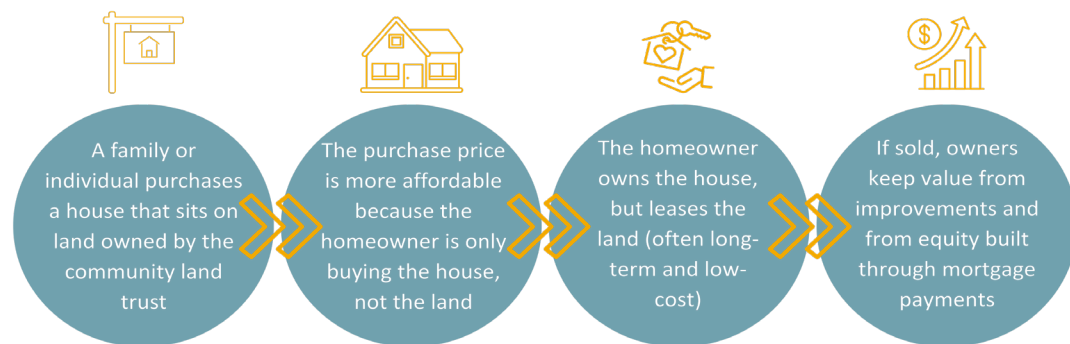 A family or
individual purchases
a house that sits on
land owned by the
community land
trust
The purchase price
is more affordable
because the
homeowner is only
buying the house,
not the land
The homeowner
owns the house,
but leases the
land (often long-
term and low-
cost)
If sold, owners
keep value from
improvements and
from equity built
through mortgage
payments